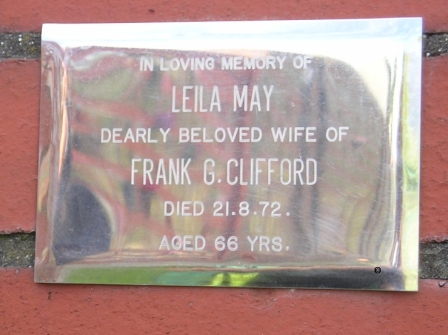 IN LOVING MEMORY OF
LEILA MAY
DEARLY BELOVED WIFE OF
FRANK G. CLIFFORD
DIED 21.8.72.
AGED 66 YRS.